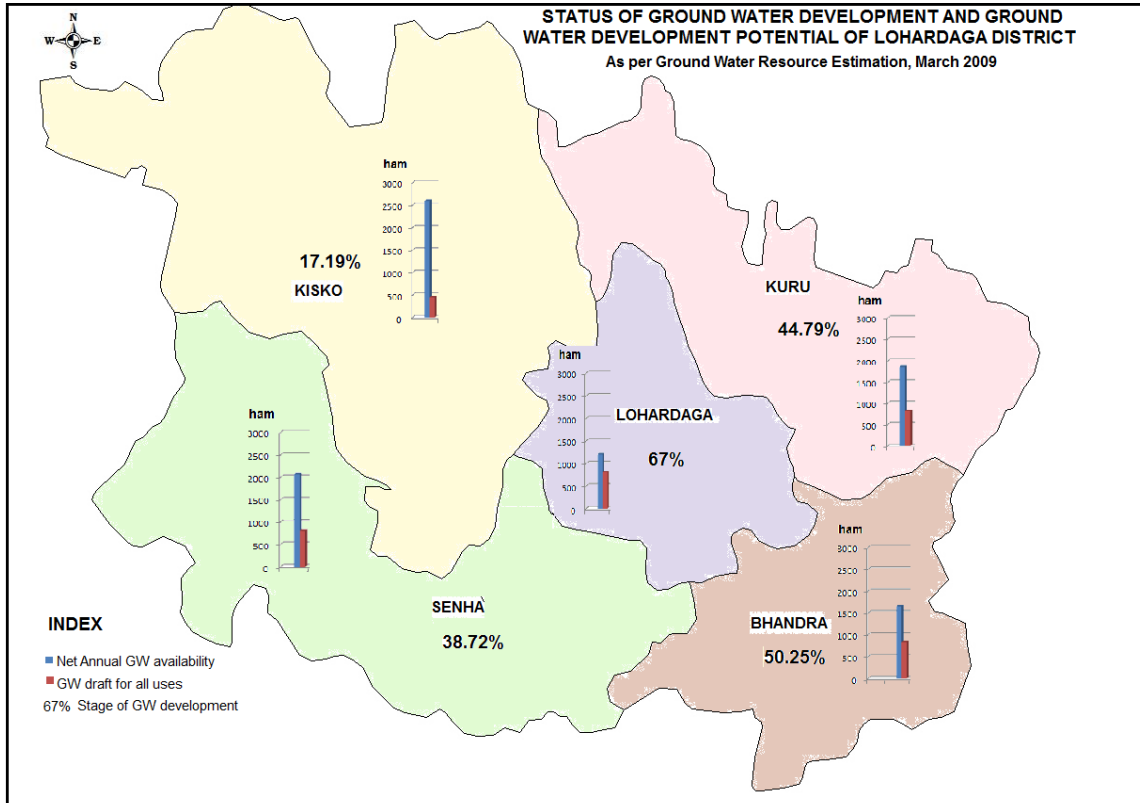 STATUS OF GROUND WATER DEVELOPMENT AND GROUND
WATER DEVELOPMENT POTENTIAL OF LOHARDAGA DISTRICT
As per Ground Water Resource Estimation, March 2009
N
W E
S
ham
3000
2500
2000
1500
1000
500
0
17.19%
KISKO
KURU
44.79%
ham
3000
2500
2000
1500
1000
500
0
ham
3000
2500
2000
1500
1000
500
0
LOHARDAGA
67%
ham
3000
2500
2000
1500
1000
500
0
SENHA
38.72%
ham
3000
2500
2000
1500
1000
500
0
BHANDRA
50.25%
INDEX
Net Annual GW availability
GW draft for all uses
67% Stage of GW development